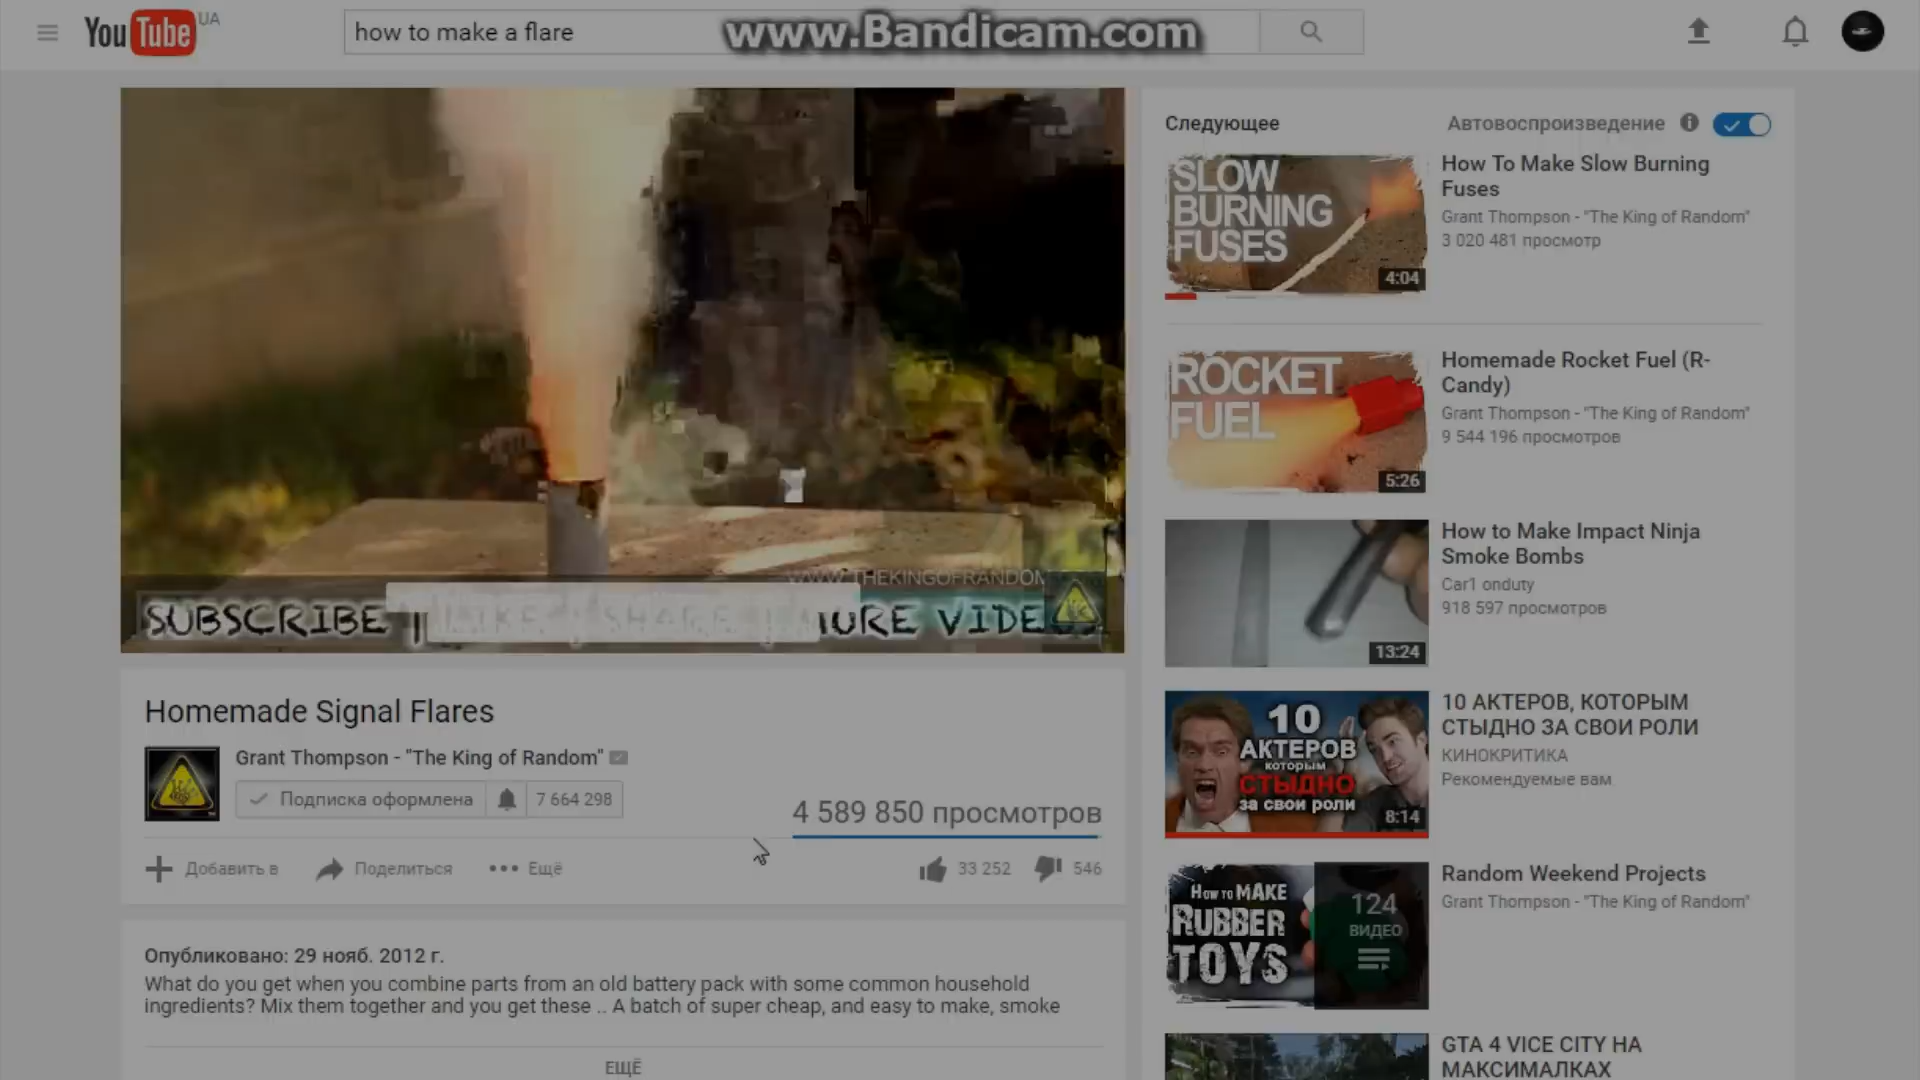 YouTube UA
how to make a flare
www.Bandicam.com
WWW.THEKINGOFRANDOM
SUBSCRIBE | LIKE | SHARE | MORE VIDE
Homemade Signal Flares
Grant Thompson - "The King of Random"
Подписка оформлена
7 664 298
4 589 850 просмотров
Добавить в
Поделиться
Ещё
33 252
546
Опубликовано: 29 нояб. 2012 г.
What do you get when you combine parts from an old battery pack with some common household
ingredients? Mix them together and you get these .. A batch of super cheap, and easy to make, smoke
ЕЩЁ
Следующее
Автовоспроизведение
SLOW
BURNING
FUSES
4:04
How To Make Slow Burning
Fuses
Grant Thompson - "The King of Random"
3 020 481 просмотр
ROCKET
FUEL
5:26
Homemade Rocket Fuel (R-
Candy)
Grant Thompson - "The King of Random"
9 544 196 просмотров
13:24
How to Make Impact Ninja
Smoke Bombs
Car1 onduty
918 597 просмотров
10
АКТЕРОВ
которым
СТЫДНО
за свои роли
8:14
10 АКТЕРОВ, КОТОРЫМ
СТЫДНО ЗА СВОИ РОЛИ
КИНОКРИТИКА
Рекомендуемые вам
HOW TO MAKE
RUBBER
TOYS
124
ВИДЕО
Random Weekend Projects
Grant Thompson - "The King of Random"
GTA 4 VICE CITY НА
МАКСИМАЛКАХ